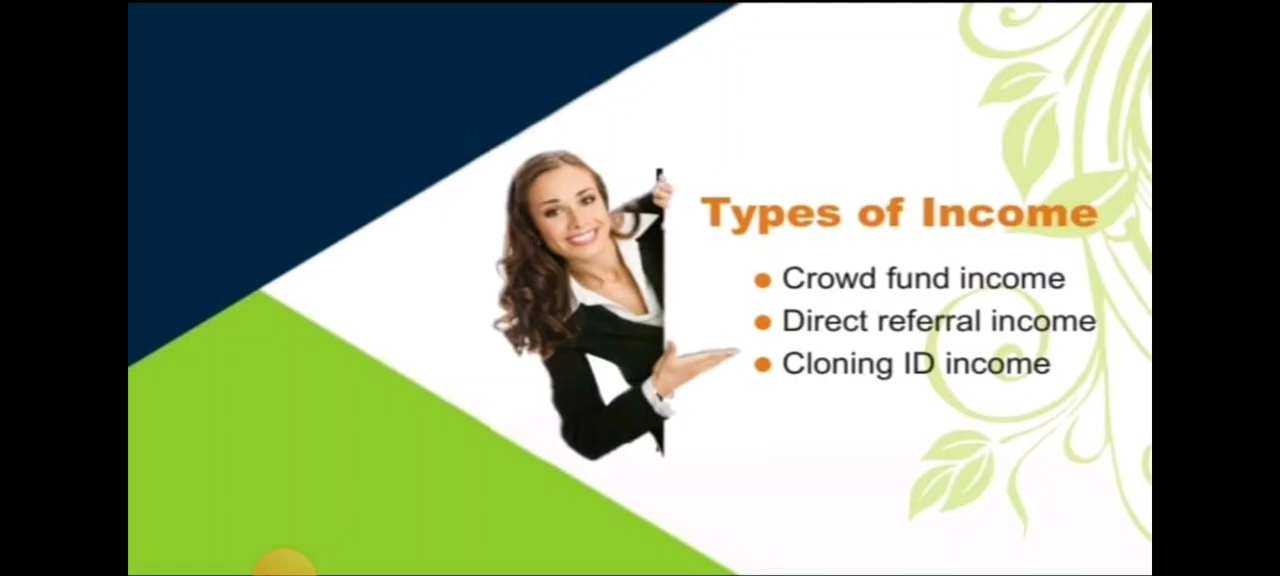 Types of Income
Crowd fund income
Direct referral income
Cloning ID income